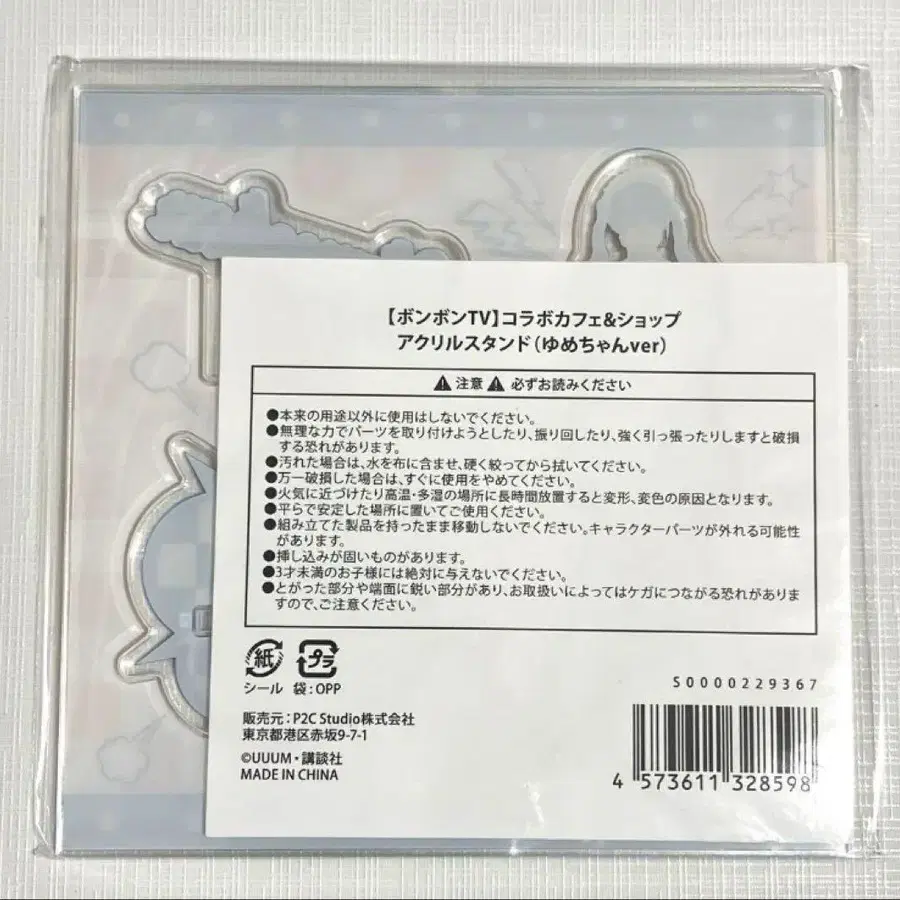 【ボンボンTV】コラボカフェ&ショップ
アクリルスタンド(ゆめちゃんver)
注意 必ずお読みください
●本来の用途以外に使用はしないでください。
●無理な力でパーツを取り付けようとしたり、振り回したり、強く引っ張ったりしますと破損
する恐れがあります。
●汚れた場合は、水を布に含ませ、硬く絞ってから拭いてください。
●万一破損した場合は、すぐに使用をやめてください。
●火気に近づけたり高温・多湿の場所に長時間放置すると変形、変色の原因となります。
●平らで安定した場所に置いてご使用ください。
●組み立てた製品を持ったまま移動しないでください。キャラクターパーツが外れる可能性
があります。
●挿し込みが固いものがあります。
●3才未満のお子様には絶対に与えないでください。
●とがった部分や端面に鋭い部分があり、お取扱いによってはケガにつながる恐れがありま
すので、ご注意ください。
紙 プラ
シール 袋:OPP
S0000229367
販売元:P2C Studio株式会社
東京都港区赤坂9-7-1
©UUUM・講談社
MADE IN CHINA
4 573611 328598